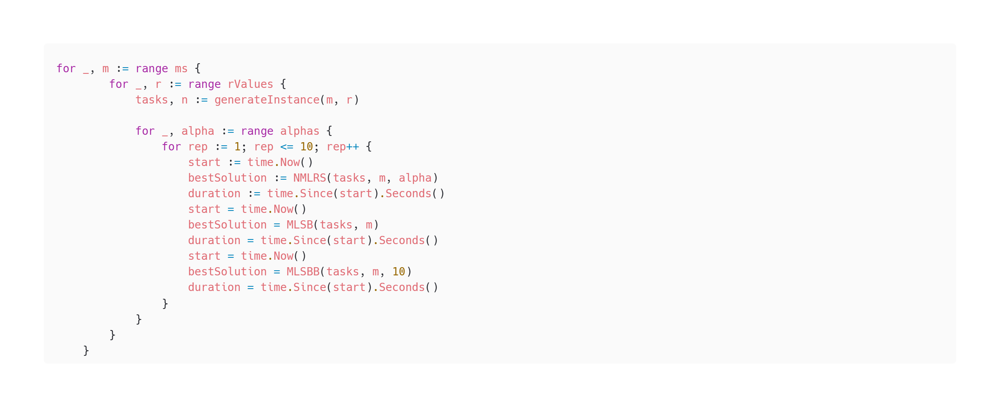 for _, m := range ms {
        for _, r := range rValues {
            tasks, n := generateInstance(m, r)

            for _, alpha := range alphas {
                for rep := 1; rep <= 10; rep++ {
                    start := time.Now()
                    bestSolution := NMLRS(tasks, m, alpha)
                    duration := time.Since(start).Seconds()
                    start = time.Now()
                    bestSolution = MLSB(tasks, m)
                    duration = time.Since(start).Seconds()
                    start = time.Now()
                    bestSolution = MLSBB(tasks, m, 10)
                    duration = time.Since(start).Seconds()
                }
            }
        }
    }